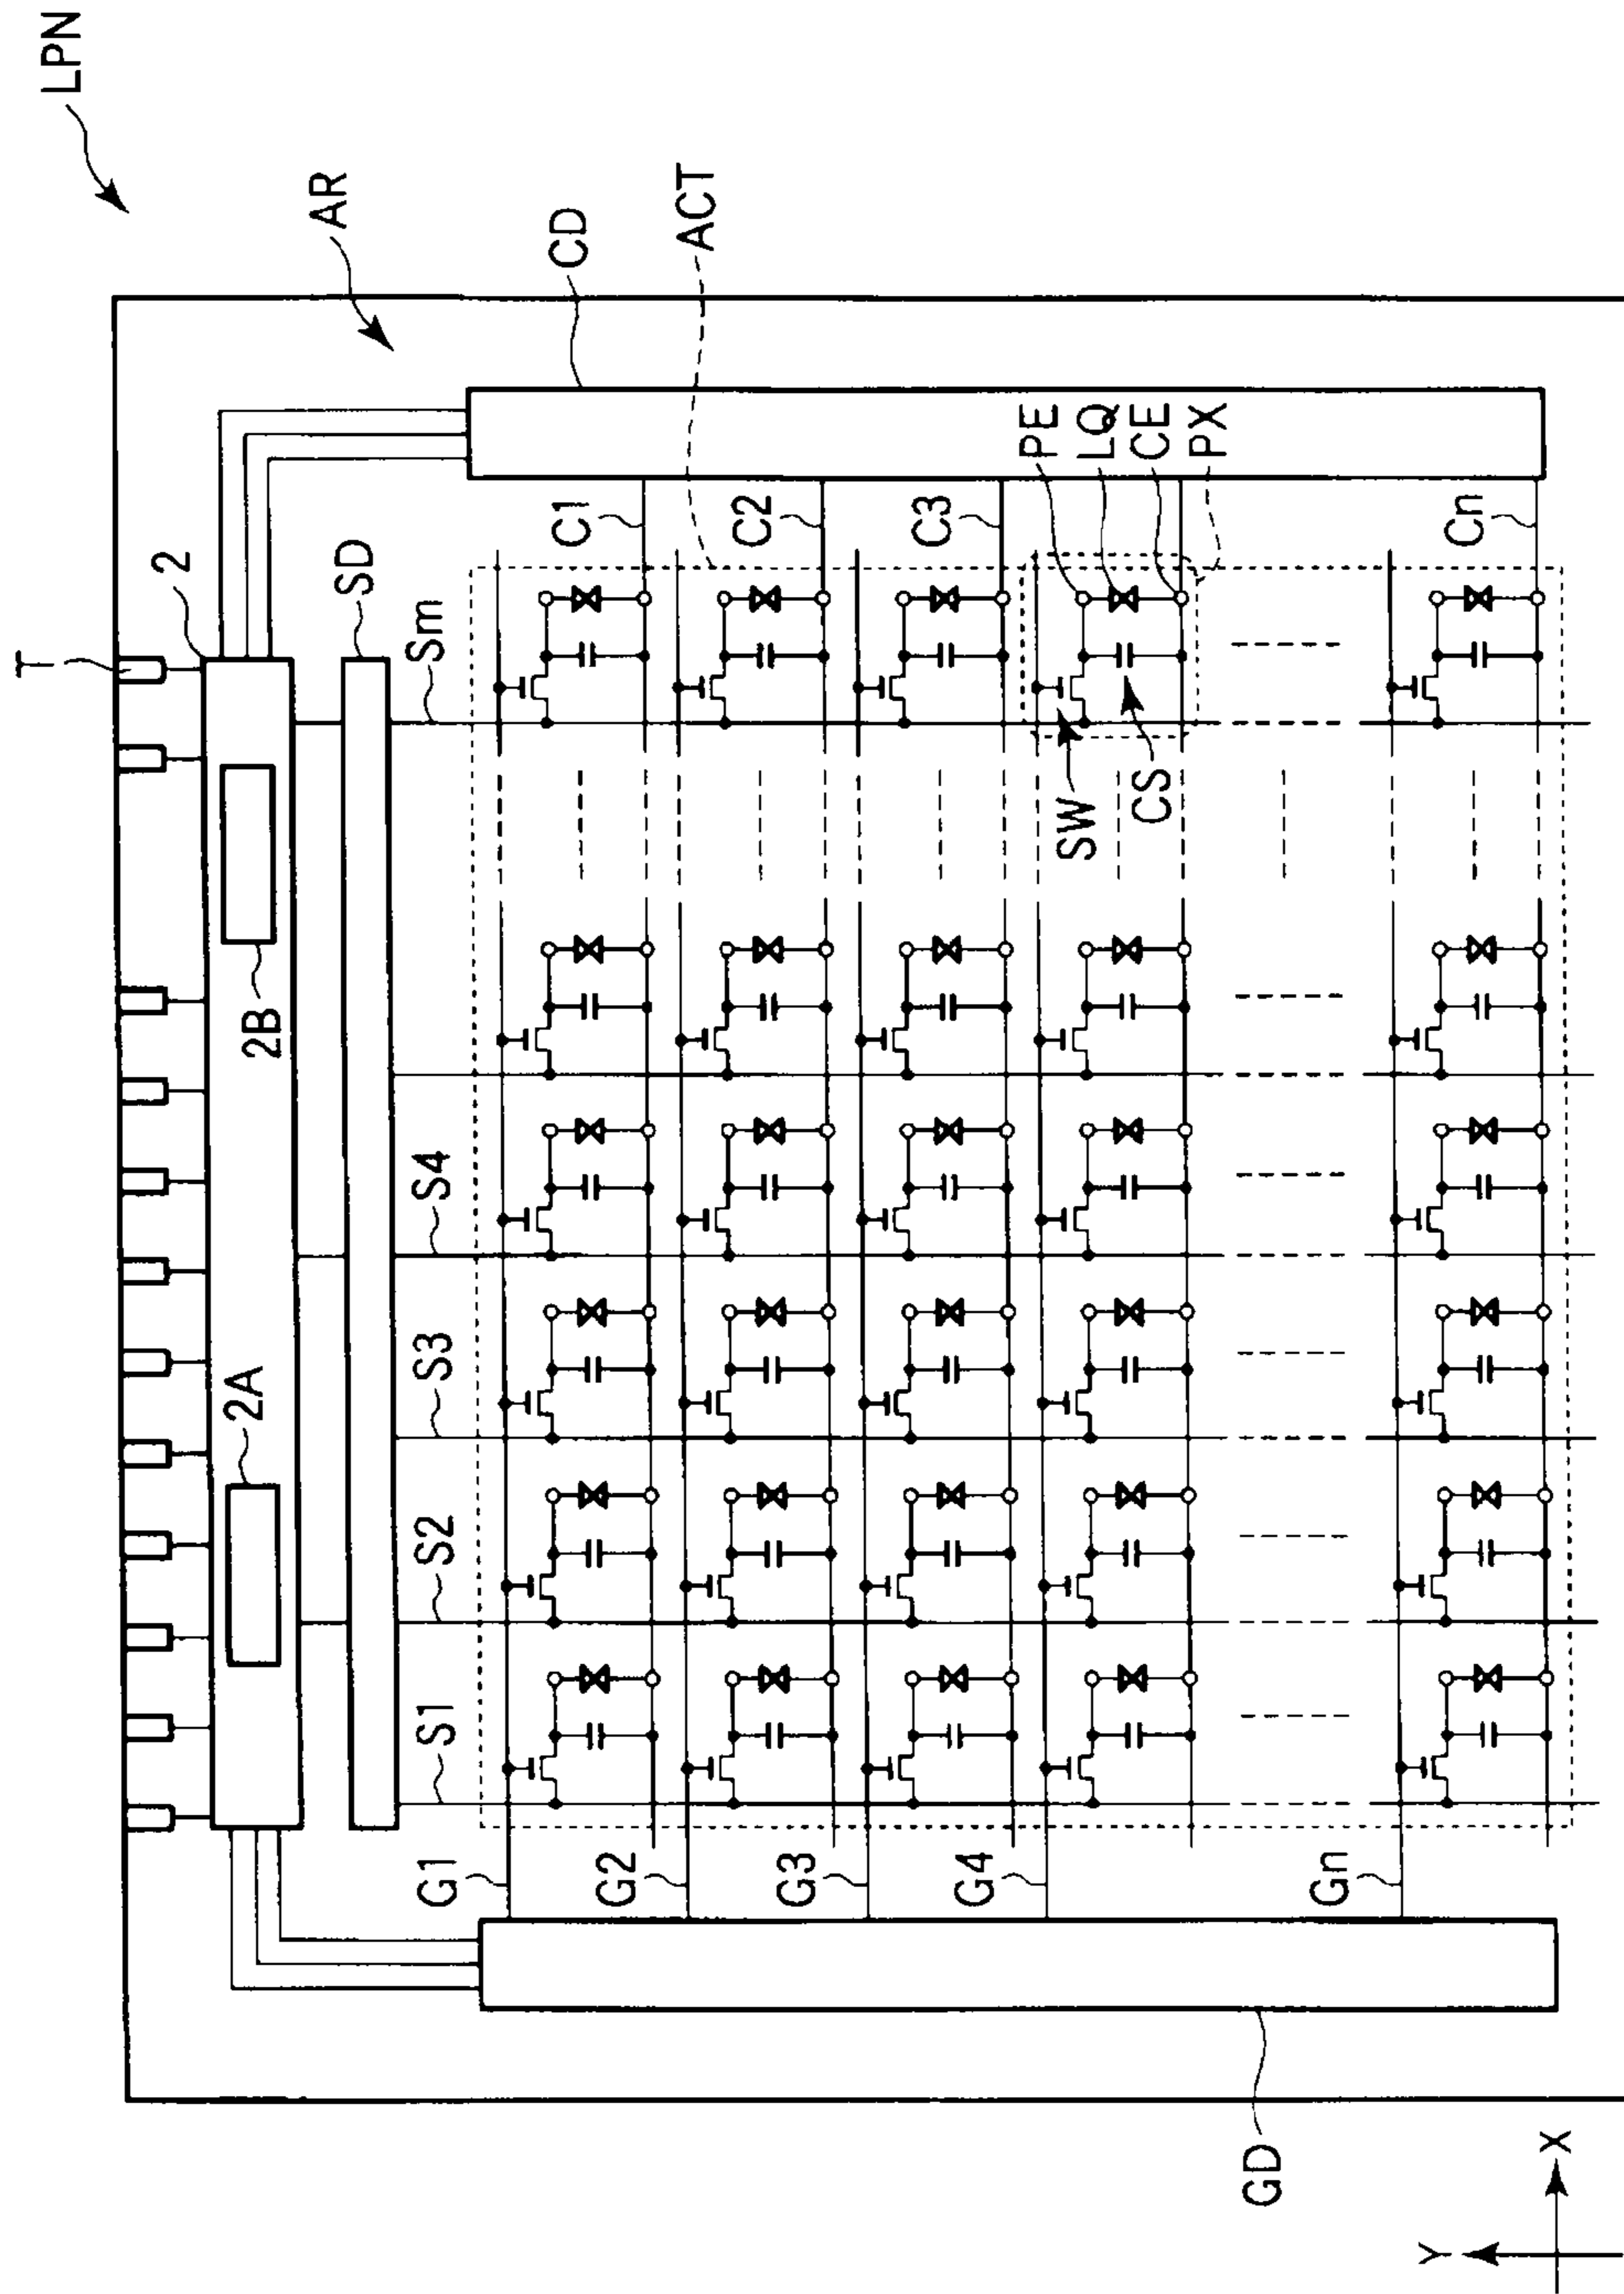 LPN
AR
ACT
CD
T
2
SD
2B
2A
Sm
S4
S3
S2
S1
C1
C2
C3
Cn
PE
LQ
CE
PX
SW
CS
G1
G2
G3
G4
Gn
GD
Y
X